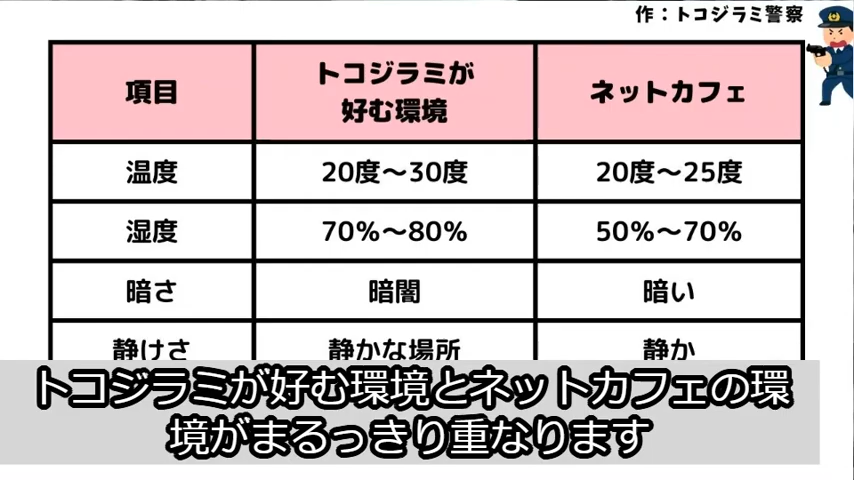 作：トコジラミ警察
項目 トコジラミが好む環境 ネットカフェ
温度 20度〜30度 20度〜25度
湿度 70%〜80% 50%〜70%
暗さ 暗闇 暗い
静けさ 静かな場所 静か
トコジラミが好む環境とネットカフェの環
境がまるっきり重なります